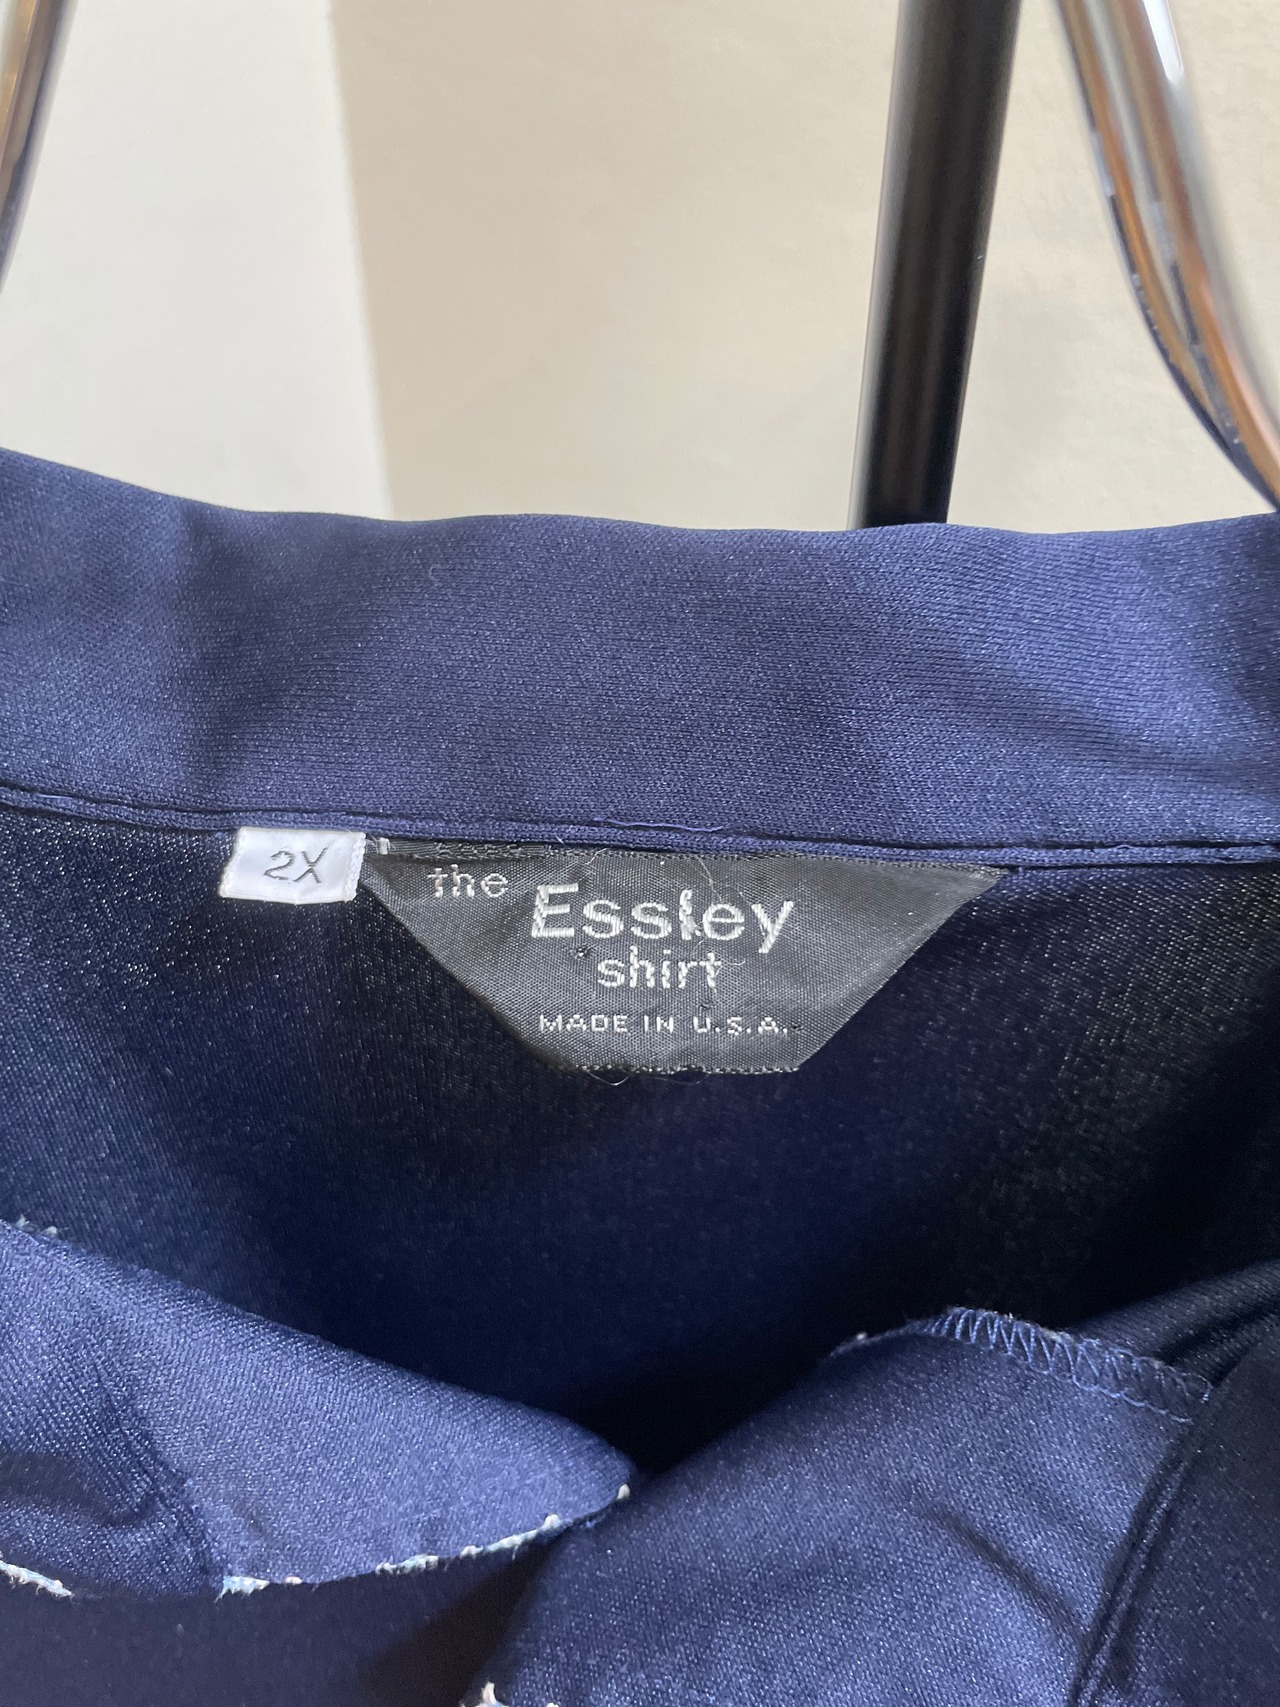 2X
the Essley
shirt
MADE IN U.S.A.